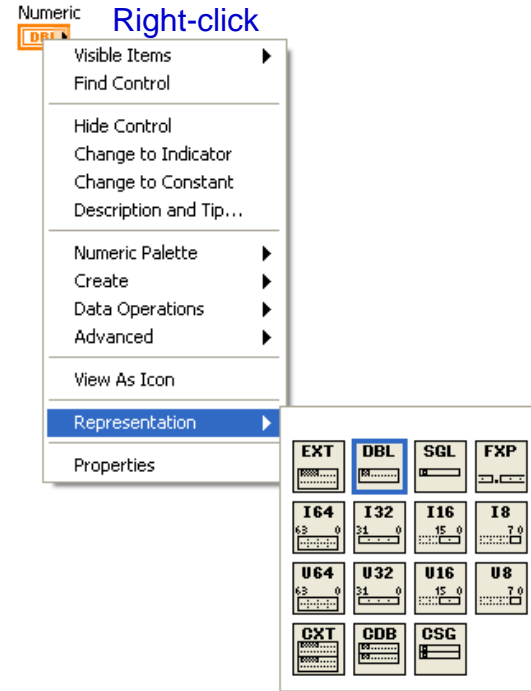 Numeric
Right-click
DBL
Visible Items
Find Control
Hide Control
Change to Indicator
Change to Constant
Description and Tip...
Numeric Palette
Create
Data Operations
Advanced
View As Icon
Representation
Properties
EXT DBL SGL FXP
I64 I32 I16 I8
63 0 31 0 15 0 7 0
U64 U32 U16 U8
63 0 31 0 15 0 7 0
CXT CDB CSG